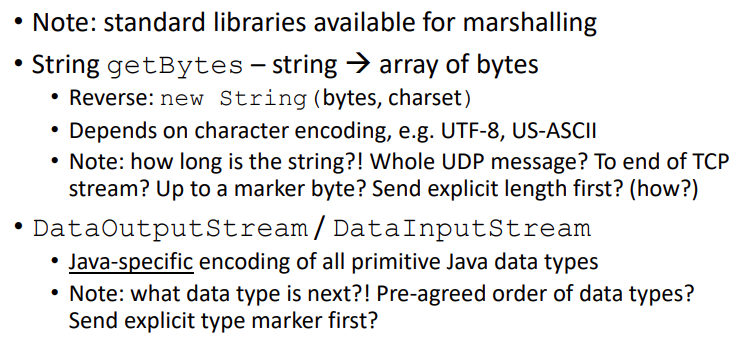 • Note: standard libraries available for marshalling
• String getBytes – string → array of bytes
• Reverse: new String(bytes, charset)
• Depends on character encoding, e.g. UTF-8, US-ASCII
• Note: how long is the string?! Whole UDP message? To end of TCP
stream? Up to a marker byte? Send explicit length first? (how?)
• DataOutputStream / DataInputStream
• Java-specific encoding of all primitive Java data types
• Note: what data type is next?! Pre-agreed order of data types?
Send explicit type marker first?